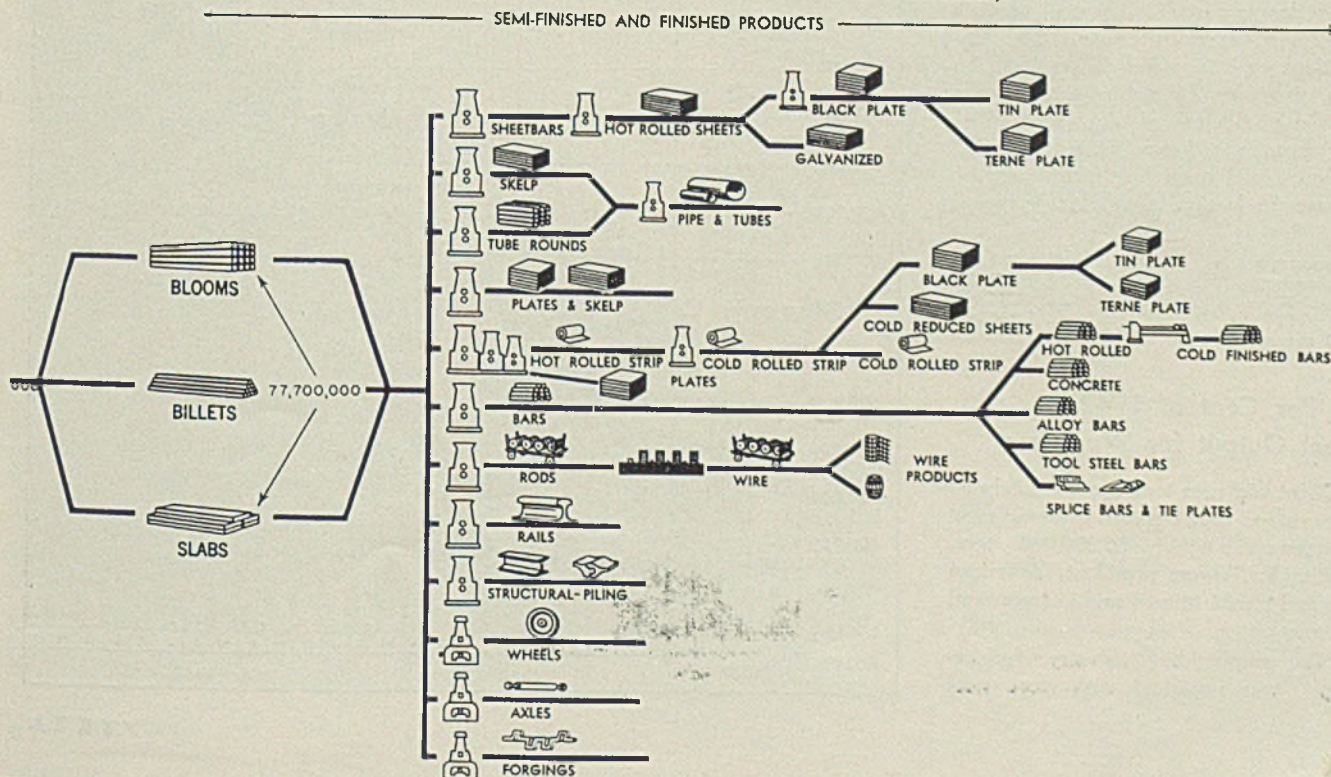 SEMI-FINISHED AND FINISHED PRODUCTS
SHEETBARS
HOT ROLLED SHEETS
BLACK PLATE
TIN PLATE
GALVANIZED
TERNE PLATE
SKELP
PIPE & TUBES
TUBE ROUNDS
BLOOMS
PLATES & SKELP
BLACK PLATE
TIN PLATE
TERNE PLATE
COLD REDUCED SHEETS
HOT ROLLED STRIP
COLD ROLLED STRIP
COLD ROLLED STRIP
HOT ROLLED
COLD FINISHED BARS
PLATES
BILLETS
77,700,000
CONCRETE
BARS
ALLOY BARS
TOOL STEEL BARS
RODS
WIRE
WIRE
PRODUCTS
SPLICE BARS & TIE PLATES
RAILS
SLABS
STRUCTURAL-PILING
WHEELS
AXLES
FORGINGS